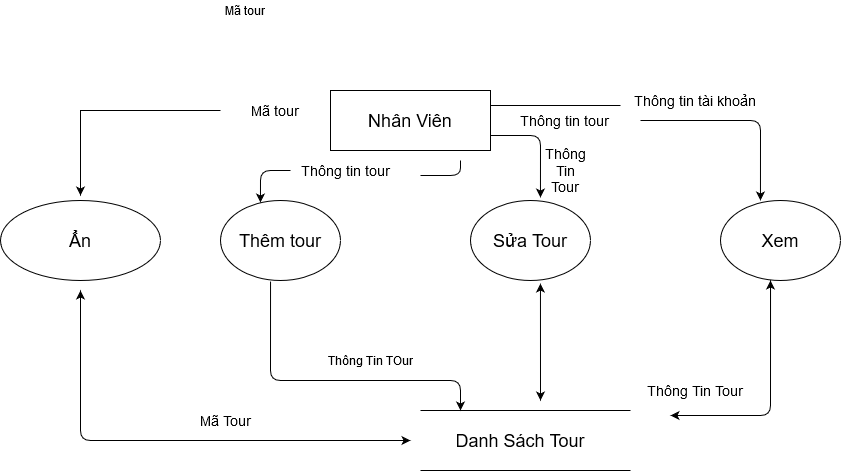 Mã tour
Mã tour
Nhân Viên
Thông tin tài khoản
Thông tin tour
Thông tin tour
Thông
Tin
Tour
Ẩn
Thêm tour
Sửa Tour
Xem
Thông Tin TOur
Thông Tin Tour
Mã Tour
Danh Sách Tour